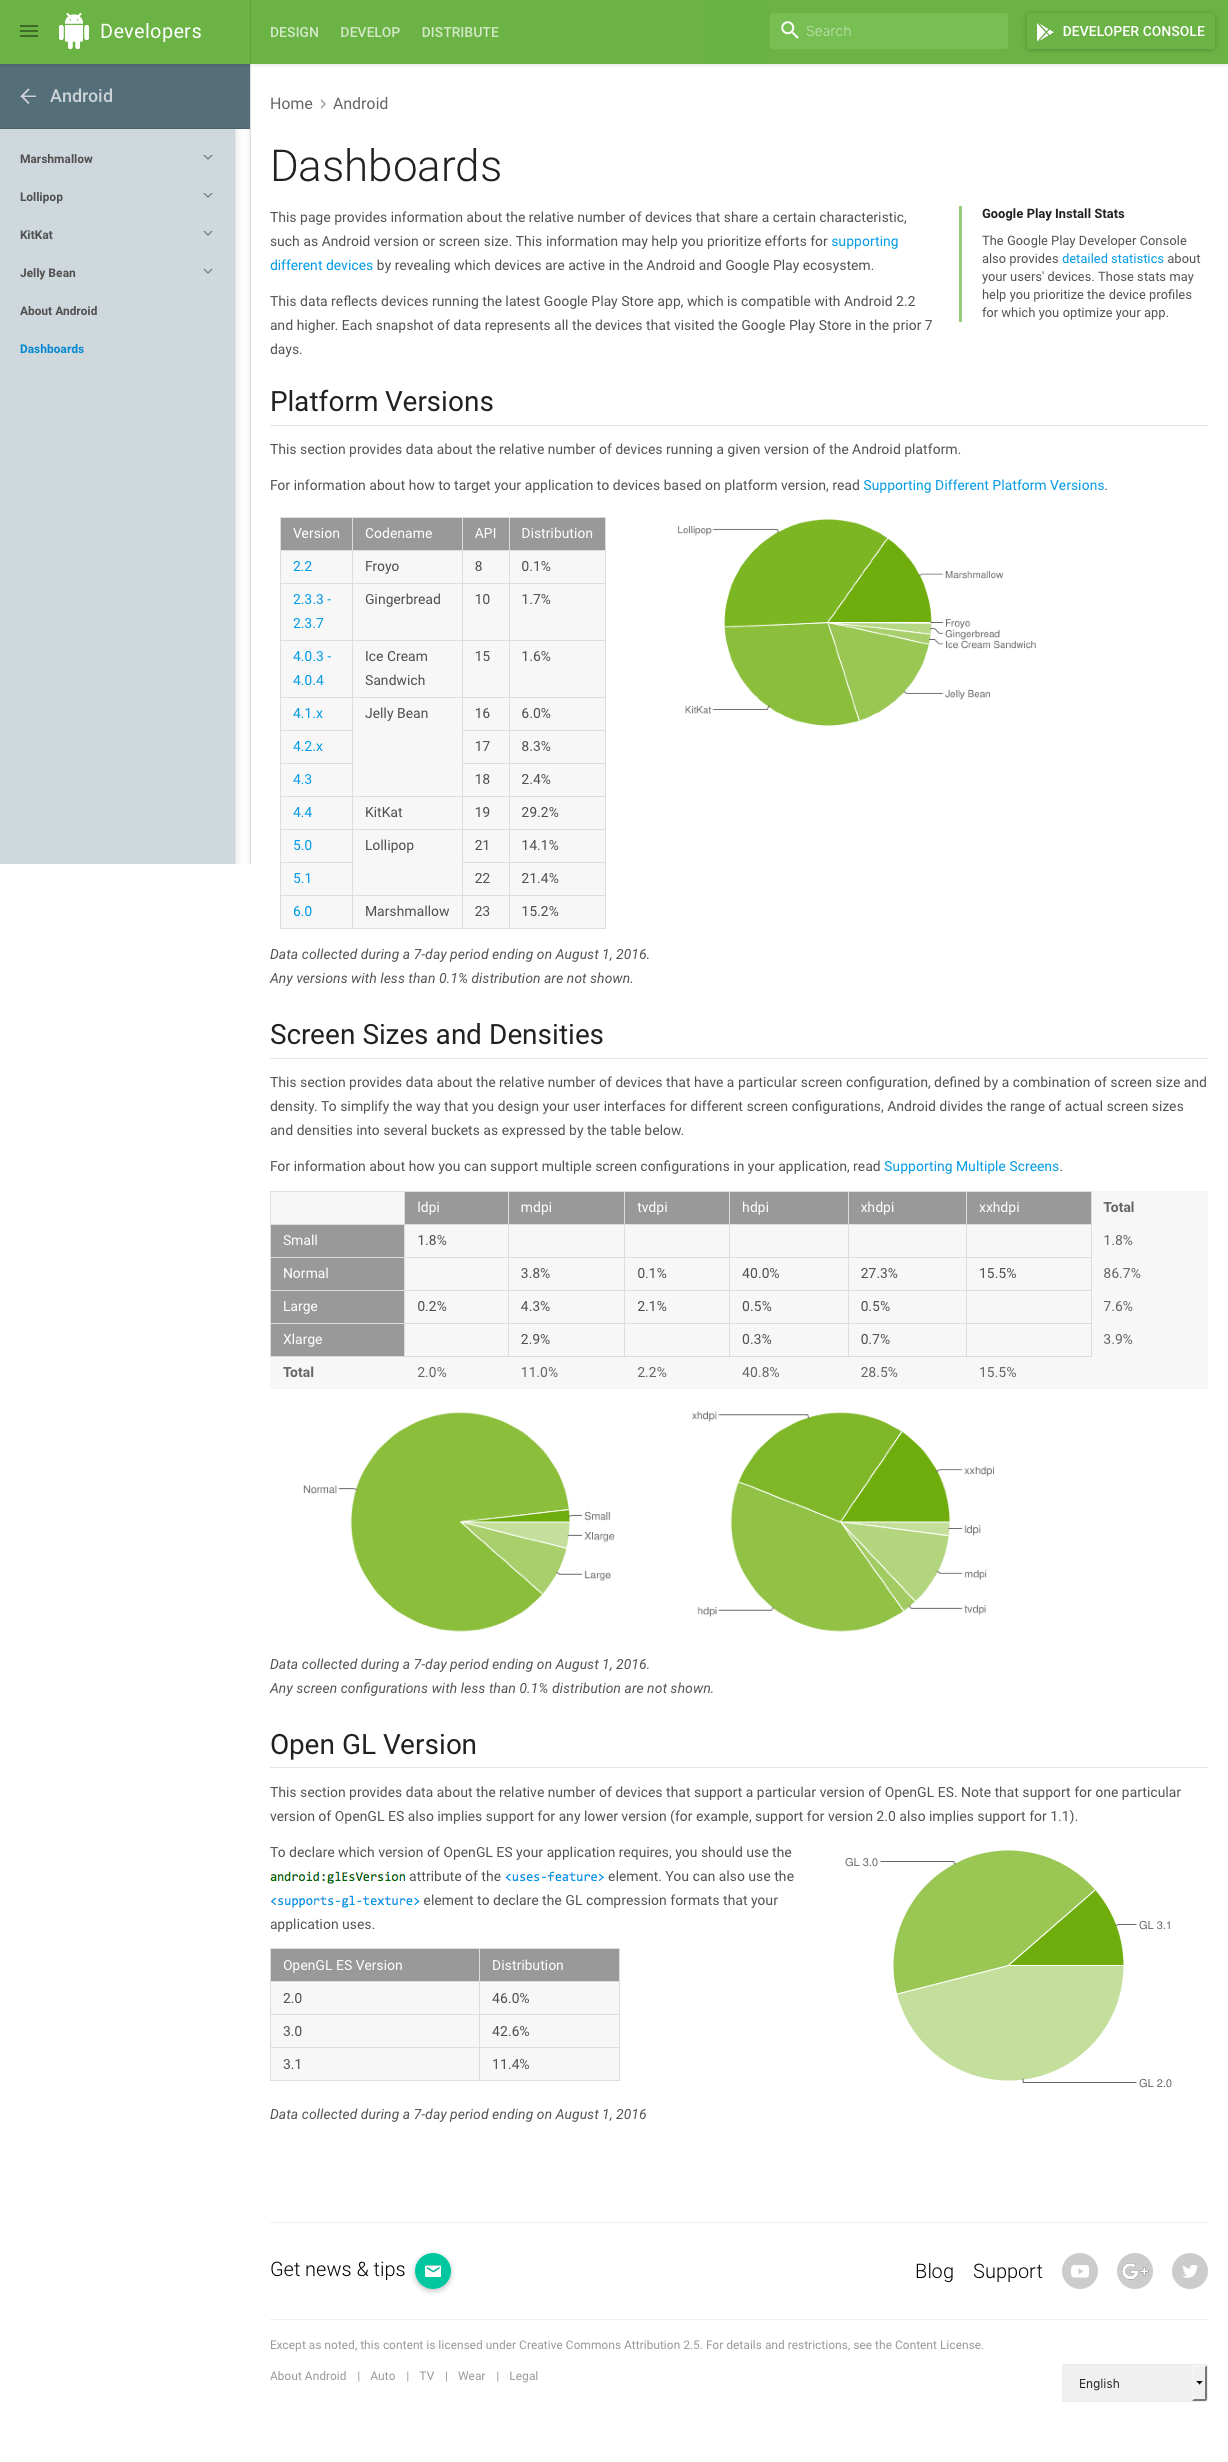 Developers
DESIGN DEVELOP DISTRIBUTE
Search
DEVELOPER CONSOLE
Android
Marshmallow
Lollipop
KitKat
Jelly Bean
About Android
Dashboards
Home > Android
Dashboards
This page provides information about the relative number of devices that share a certain characteristic,
such as Android version or screen size. This information may help you prioritize efforts for supporting
different devices by revealing which devices are active in the Android and Google Play ecosystem.
This data reflects devices running the latest Google Play Store app, which is compatible with Android 2.2
and higher. Each snapshot of data represents all the devices that visited the Google Play Store in the prior 7
days.
Google Play Install Stats
The Google Play Developer Console
also provides detailed statistics about
your users' devices. Those stats may
help you prioritize the device profiles
for which you optimize your app.
Platform Versions
This section provides data about the relative number of devices running a given version of the Android platform.
For information about how to target your application to devices based on platform version, read Supporting Different Platform Versions.
Version Codename API Distribution
2.2 Froyo 8 0.1%
2.3.3 - Gingerbread 10 1.7%
2.3.7
4.0.3 - Ice Cream 15 1.6%
4.0.4 Sandwich
4.1.x Jelly Bean 16 6.0%
4.2.x 17 8.3%
4.3 18 2.4%
4.4 KitKat 19 29.2%
5.0 Lollipop 21 14.1%
5.1 22 21.4%
6.0 Marshmallow 23 15.2%
Lollipop
Marshmallow
Froyo
Gingerbread
Ice Cream Sandwich
Jelly Bean
KitKat
Data collected during a 7-day period ending on August 1, 2016.
Any versions with less than 0.1% distribution are not shown.
Screen Sizes and Densities
This section provides data about the relative number of devices that have a particular screen configuration, defined by a combination of screen size and
density. To simplify the way that you design your user interfaces for different screen configurations, Android divides the range of actual screen sizes
and densities into several buckets as expressed by the table below.
For information about how you can support multiple screen configurations in your application, read Supporting Multiple Screens.
ldpi mdpi tvdpi hdpi xhdpi xxhdpi Total
Small 1.8% 1.8%
Normal 3.8% 0.1% 40.0% 27.3% 15.5% 86.7%
Large 0.2% 4.3% 2.1% 0.5% 0.5% 7.6%
Xlarge 2.9% 0.3% 0.7% 3.9%
Total 2.0% 11.0% 2.2% 40.8% 28.5% 15.5%
Normal
Small
Xlarge
Large
xhdpi
xxhdpi
ldpi
mdpi
tvdpi
hdpi
Data collected during a 7-day period ending on August 1, 2016.
Any screen configurations with less than 0.1% distribution are not shown.
Open GL Version
This section provides data about the relative number of devices that support a particular version of OpenGL ES. Note that support for one particular
version of OpenGL ES also implies support for any lower version (for example, support for version 2.0 also implies support for 1.1).
To declare which version of OpenGL ES your application requires, you should use the
android:glEsVersion attribute of the <uses-feature> element. You can also use the
<supports-gl-texture> element to declare the GL compression formats that your
application uses.
OpenGL ES Version Distribution
2.0 46.0%
3.0 42.6%
3.1 11.4%
GL 3.0
GL 3.1
GL 2.0
Data collected during a 7-day period ending on August 1, 2016
Get news & tips
Blog Support G+
Except as noted, this content is licensed under Creative Commons Attribution 2.5. For details and restrictions, see the Content License.
About Android | Auto | TV | Wear | Legal
English